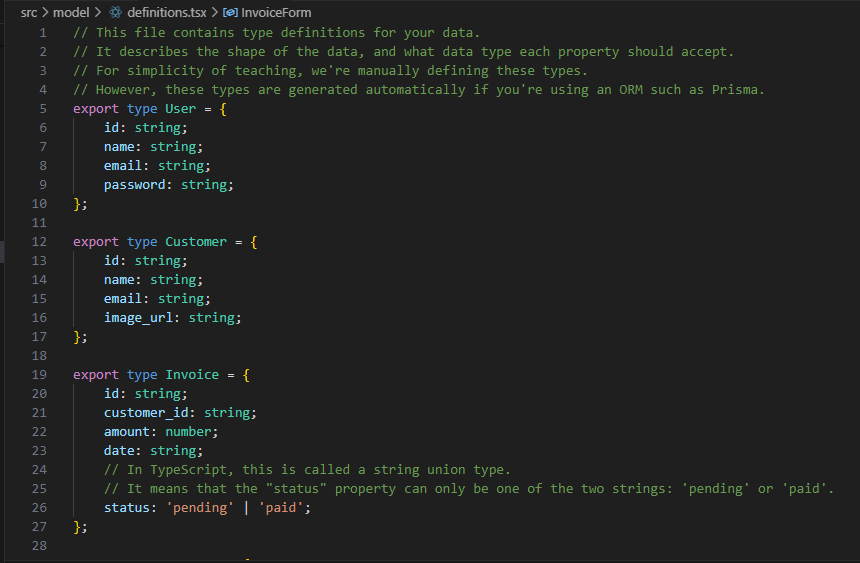 src > model > definitions.tsx > InvoiceForm
1 // This file contains type definitions for your data.
2 // It describes the shape of the data, and what data type each property should accept.
3 // For simplicity of teaching, we're manually defining these types.
4 // However, these types are generated automatically if you're using an ORM such as Prisma.
5 export type User = {
6     id: string;
7     name: string;
8     email: string;
9     password: string;
10 };
11
12 export type Customer = {
13     id: string;
14     name: string;
15     email: string;
16     image_url: string;
17 };
18
19 export type Invoice = {
20     id: string;
21     customer_id: string;
22     amount: number;
23     date: string;
24     // In TypeScript, this is called a string union type.
25     // It means that the "status" property can only be one of the two strings: 'pending' or 'paid'.
26     status: 'pending' | 'paid';
27 };
28